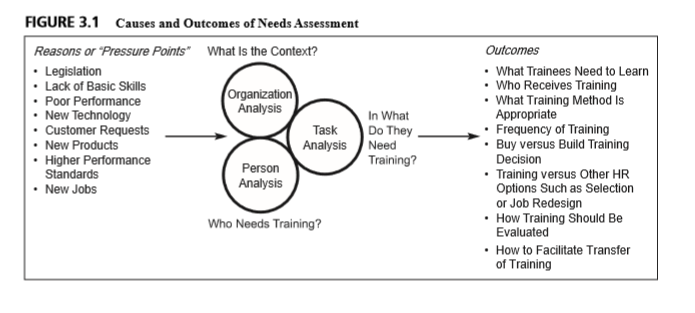 FIGURE 3.1 Causes and Outcomes of Needs Assessment
Reasons or "Pressure Points"
• Legislation
• Lack of Basic Skills
• Poor Performance
• New Technology
• Customer Requests
• New Products
• Higher Performance
Standards
• New Jobs
What Is the Context?
Organization
Analysis
Task
Analysis
Person
Analysis
Who Needs Training?
In What
Do They
Need
Training?
Outcomes
• What Trainees Need to Learn
• Who Receives Training
• What Training Method Is
Appropriate
• Frequency of Training
• Buy versus Build Training
Decision
• Training versus Other HR
Options Such as Selection
or Job Redesign
• How Training Should Be
Evaluated
• How to Facilitate Transfer
of Training